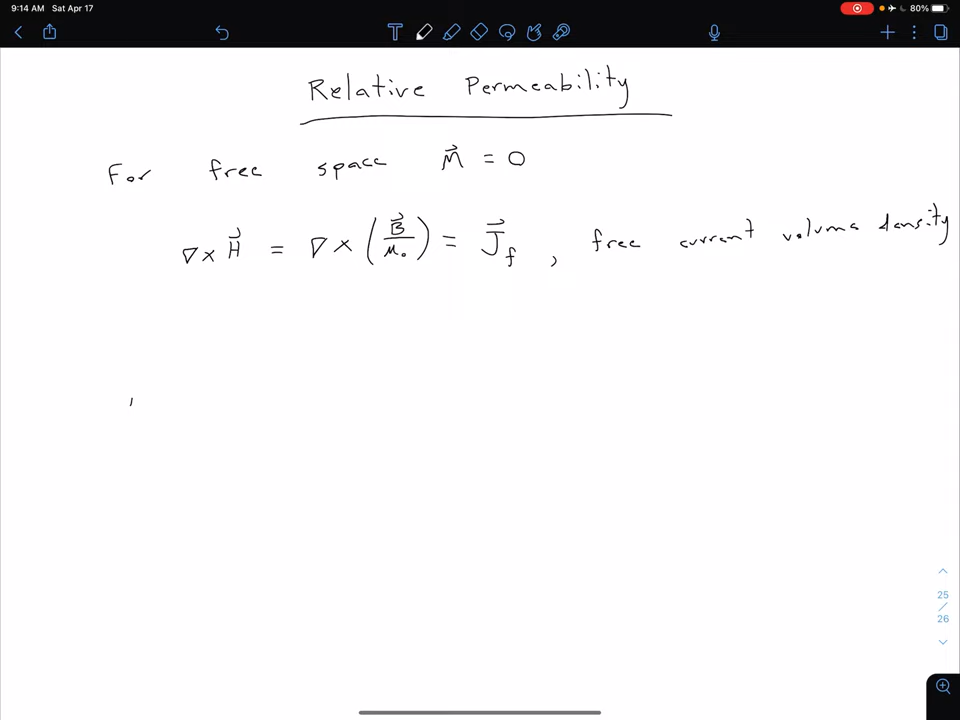 9:14 AM Sat Apr 17
80%
Relative Permeability
For free space M⃗ = 0
∇ × H⃗ = ∇ × (B⃗/μ₀) = J⃗_f , free current volume density
25
/
26